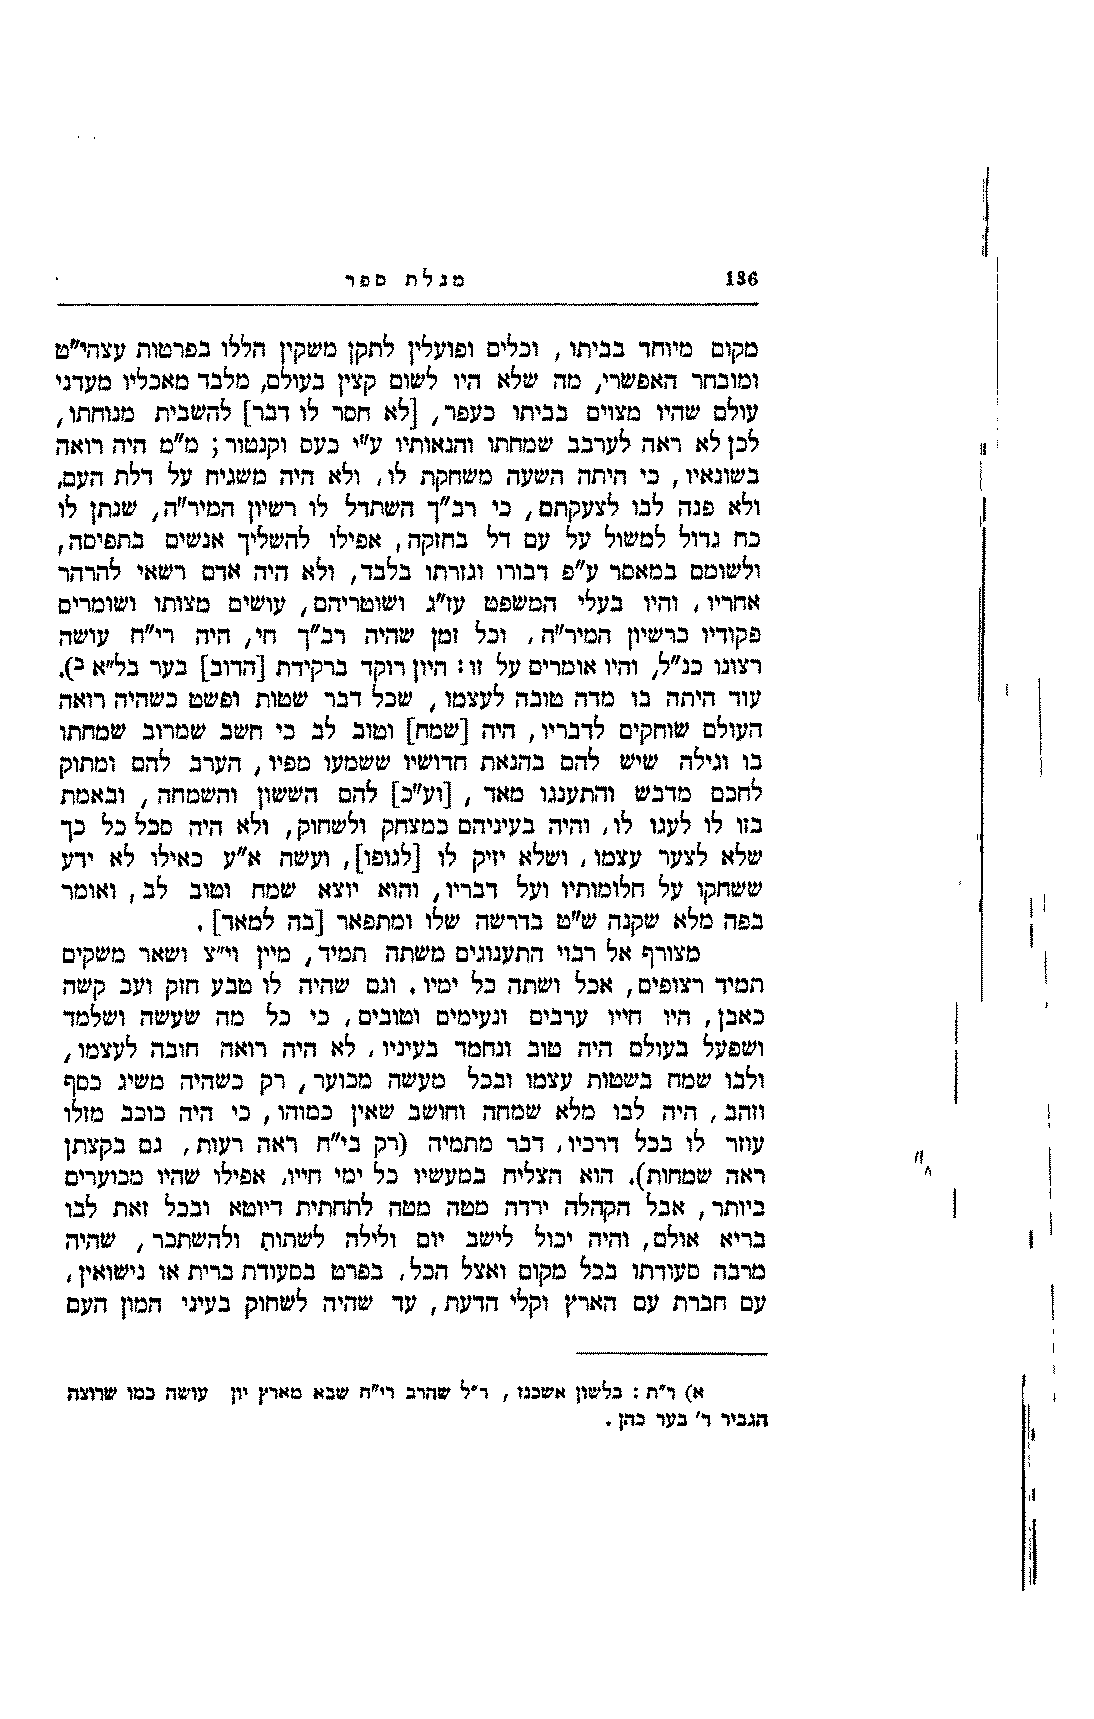 136 מגלת ספר
מקום מיוחד בביתו, וכלים ופועלין לתקן משקין הללו בפרטות עצהי"ט
ומובחר האפשרי, מה שלא היו לשום קצין בעולם, מלבד מאכליו מעדני
עולם שהיו מצוים בביתו כעפר, [לא חסר לו דבר] להשבית מנוחתו,
לכן לא ראה לערבב שמחתו והנאותיו ע"י כעס וקנטור; מ"מ היה רואה
בשונאיו, כי היתה השעה משחקת לו, ולא היה משגיח על דלת העם,
ולא פנה לבו לצעקתם, כי רב"ך השתדל לו רשיון המיר"ה, שנתן לו
כח גדול למשול על עם דל בחזקה, אפילו להשליך אנשים בתפיסה,
ולשומם במאסר ע"פ דבורו וגזרתו בלבד, ולא היה אדם רשאי להרהר
אחריו, והיו בעלי המשפט עז"ג ושוטריהם, עושים מצותו ושומרים
פקודיו כרשיון המיר"ה. וכל זמן שהיה רב"ך חי, היה רי"ח עושה
רצונו כנ"ל, והיו אומרים על זו: היון רוקד ברקידת [הדוב] בער בל"א ב).
עוד היתה בו מדה טובה לעצמו, שכל דבר שטות ופשט כשהיה רואה
העולם שוחקים לדבריו, היה [שמח] וטוב לב כי חשב שמרוב שמחתו
בו וגילה שיש להם בהנאת חדושיו ששמעו מפיו, הערב להם ומתוק
לחכם מדבש והתענגו מאד, [וע"כ] להם הששון והשמחה, ובאמת
בזו לו לעגו לו, והיה בעיניהם כמצחק ולשחוק, ולא היה סכל כל כך
שלא לצער עצמו, ושלא יזיק לו [לגופו], ועשה א"ע כאילו לא ידע
ששחקו על חלומותיו ועל דבריו, והוא יוצא שמח וטוב לב, ואומר
בפה מלא שקנה ש"ט בדרשה שלו ומתפאר [בה למאד].
מצורף אל רבוי התענוגים משתה תמיד, מיין וי"צ ושאר משקים
תמיד רצופים, אכל ושתה כל ימיו. וגם שהיה לו טבע חזק ועב קשה
כאבן, היו חייו ערבים ונעימים וטובים, כי כל מה שעשה ושלמד
ושפעל בעולם היה טוב ונחמד בעיניו, לא היה רואה חובה לעצמו,
ולבו שמח בשטות עצמו ובכל מעשה מכוער, רק כשהיה משיג כסף
וזהב, היה לבו מלא שמחה וחושב שאין כמוהו, כי היה כוכב מזלו
עוזר לו בכל דרכיו, דבר מתמיה (רק בי"ח ראה רעות, גם בקצתן
ראה שמחות). הוא הצליח במעשיו כל ימי חייו, אפילו שהיו מכוערים
ביותר, אבל הקהלה ירדה מטה מטה לתחתית דיוטא ובכל זאת לבו
בריא אולם, והיה יכול לישב יום ולילה לשתות ולהשתכר, שהיה
מרבה סעודתו בכל מקום ואצל הכל, בפרט בסעודת ברית או נישואין,
עם חברת עם הארץ וקלי הדעת, עד שהיה לשחוק בעיני המון העם
א) ר"ת: בלשון אשכנז, ר"ל שהרב רי"ח שבא מארץ יון עושה כמו שרוצה
הגביר ר' בער כהן.